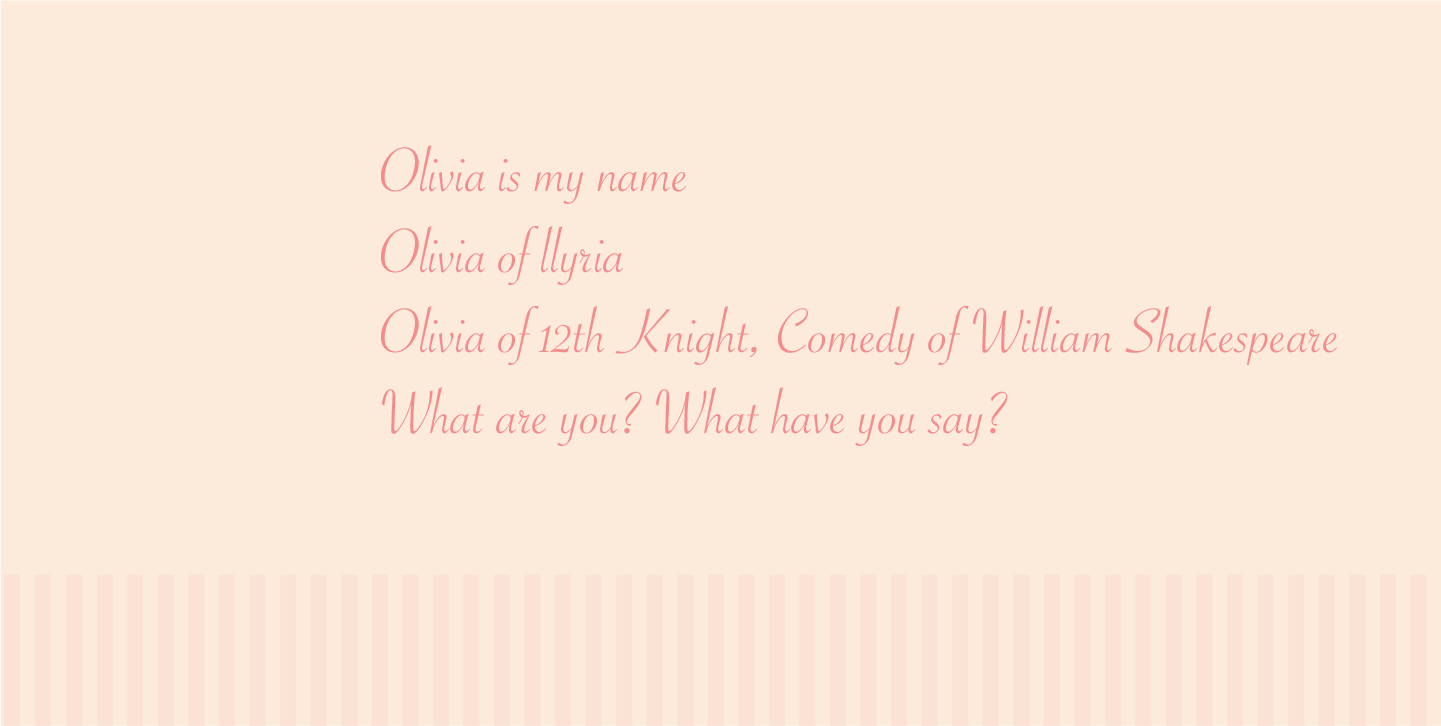 Olivia is my name
Olivia of llyria
Olivia of 12th Knight, Comedy of William Shakespeare
What are you? What have you say?